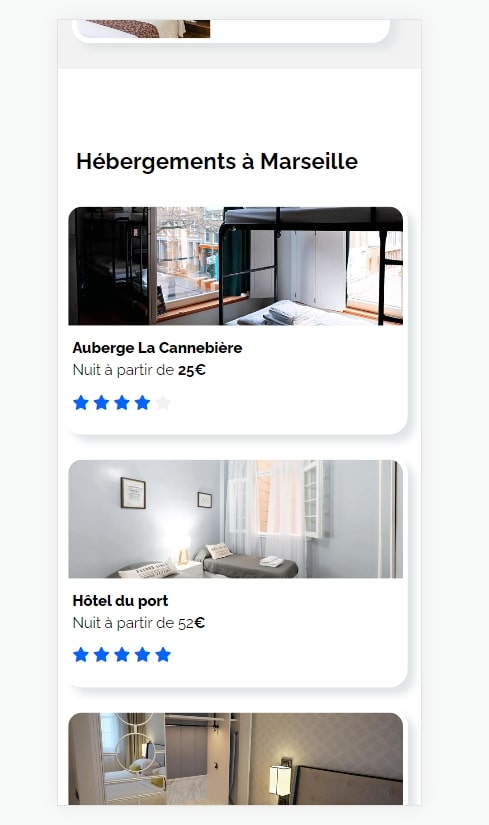 Hébergements à Marseille
Auberge La Cannebière
Nuit à partir de 25€
Hôtel du port
Nuit à partir de 52€